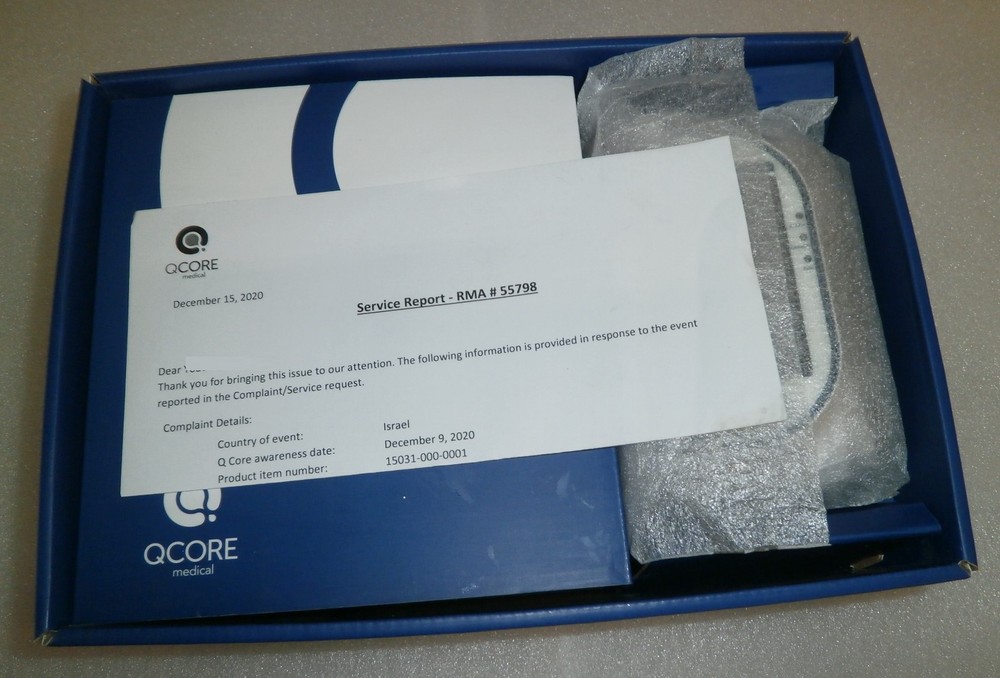 QCORE
medical
December 15, 2020
Service Report - RMA # 55798
Dear
Thank you for bringing this issue to our attention. The following information is provided in response to the event
reported in the Complaint/Service request.
Complaint Details:
Country of event: Israel
Q Core awareness date: December 9, 2020
Product item number: 15031-000-0001
QCORE
medical